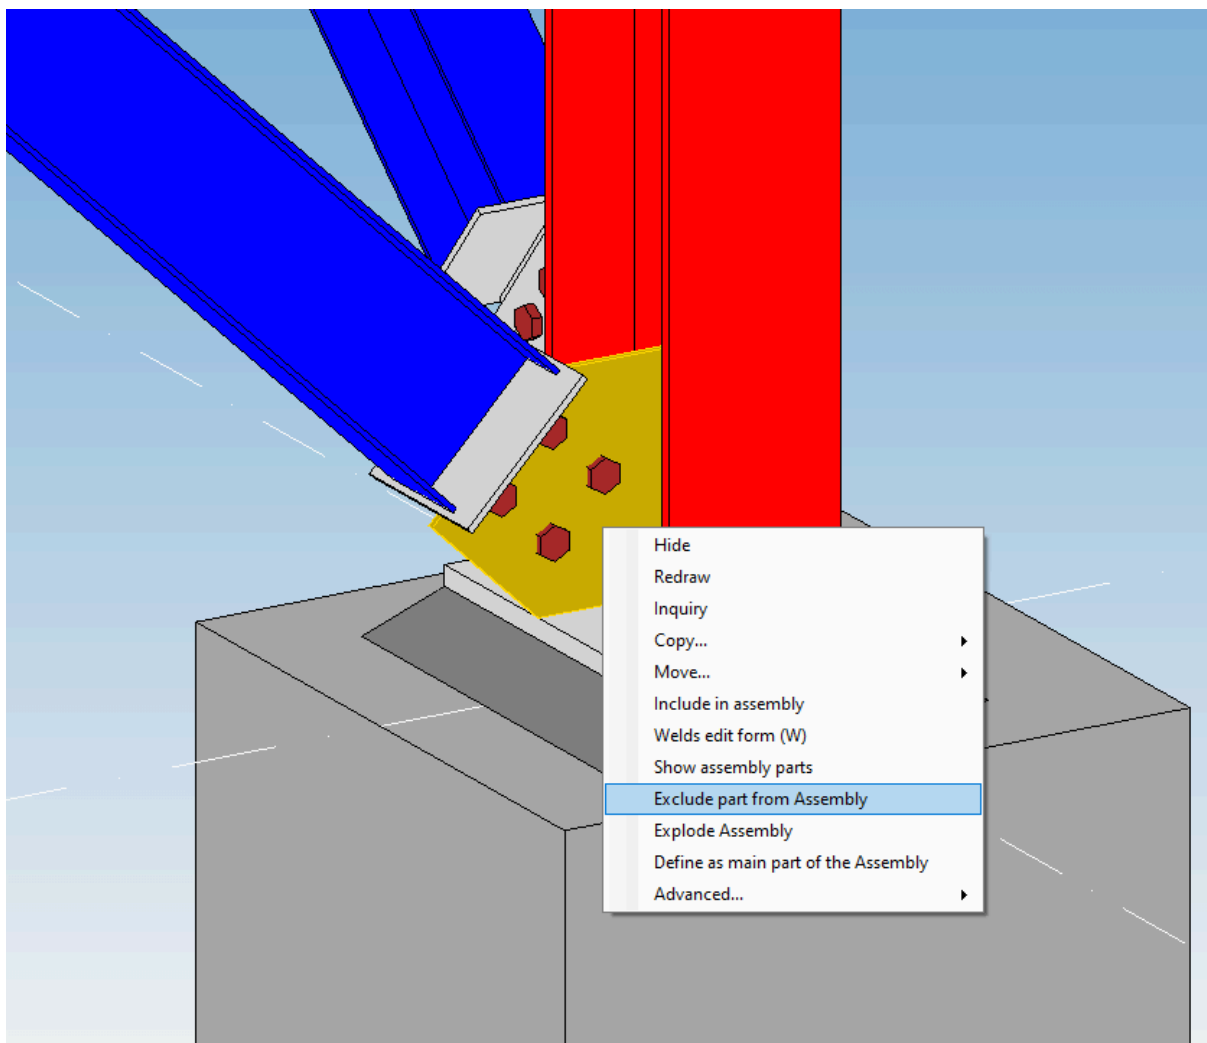 Hide
Redraw
Inquiry
Copy...
Move...
Include in assembly
Welds edit form (W)
Show assembly parts
Exclude part from Assembly
Explode Assembly
Define as main part of the Assembly
Advanced...